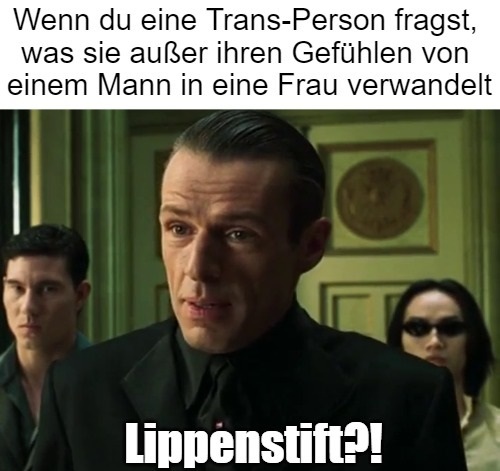 Wenn du eine Trans-Person fragst,
was sie außer ihren Gefühlen von
einem Mann in eine Frau verwandelt
Lippenstift?!